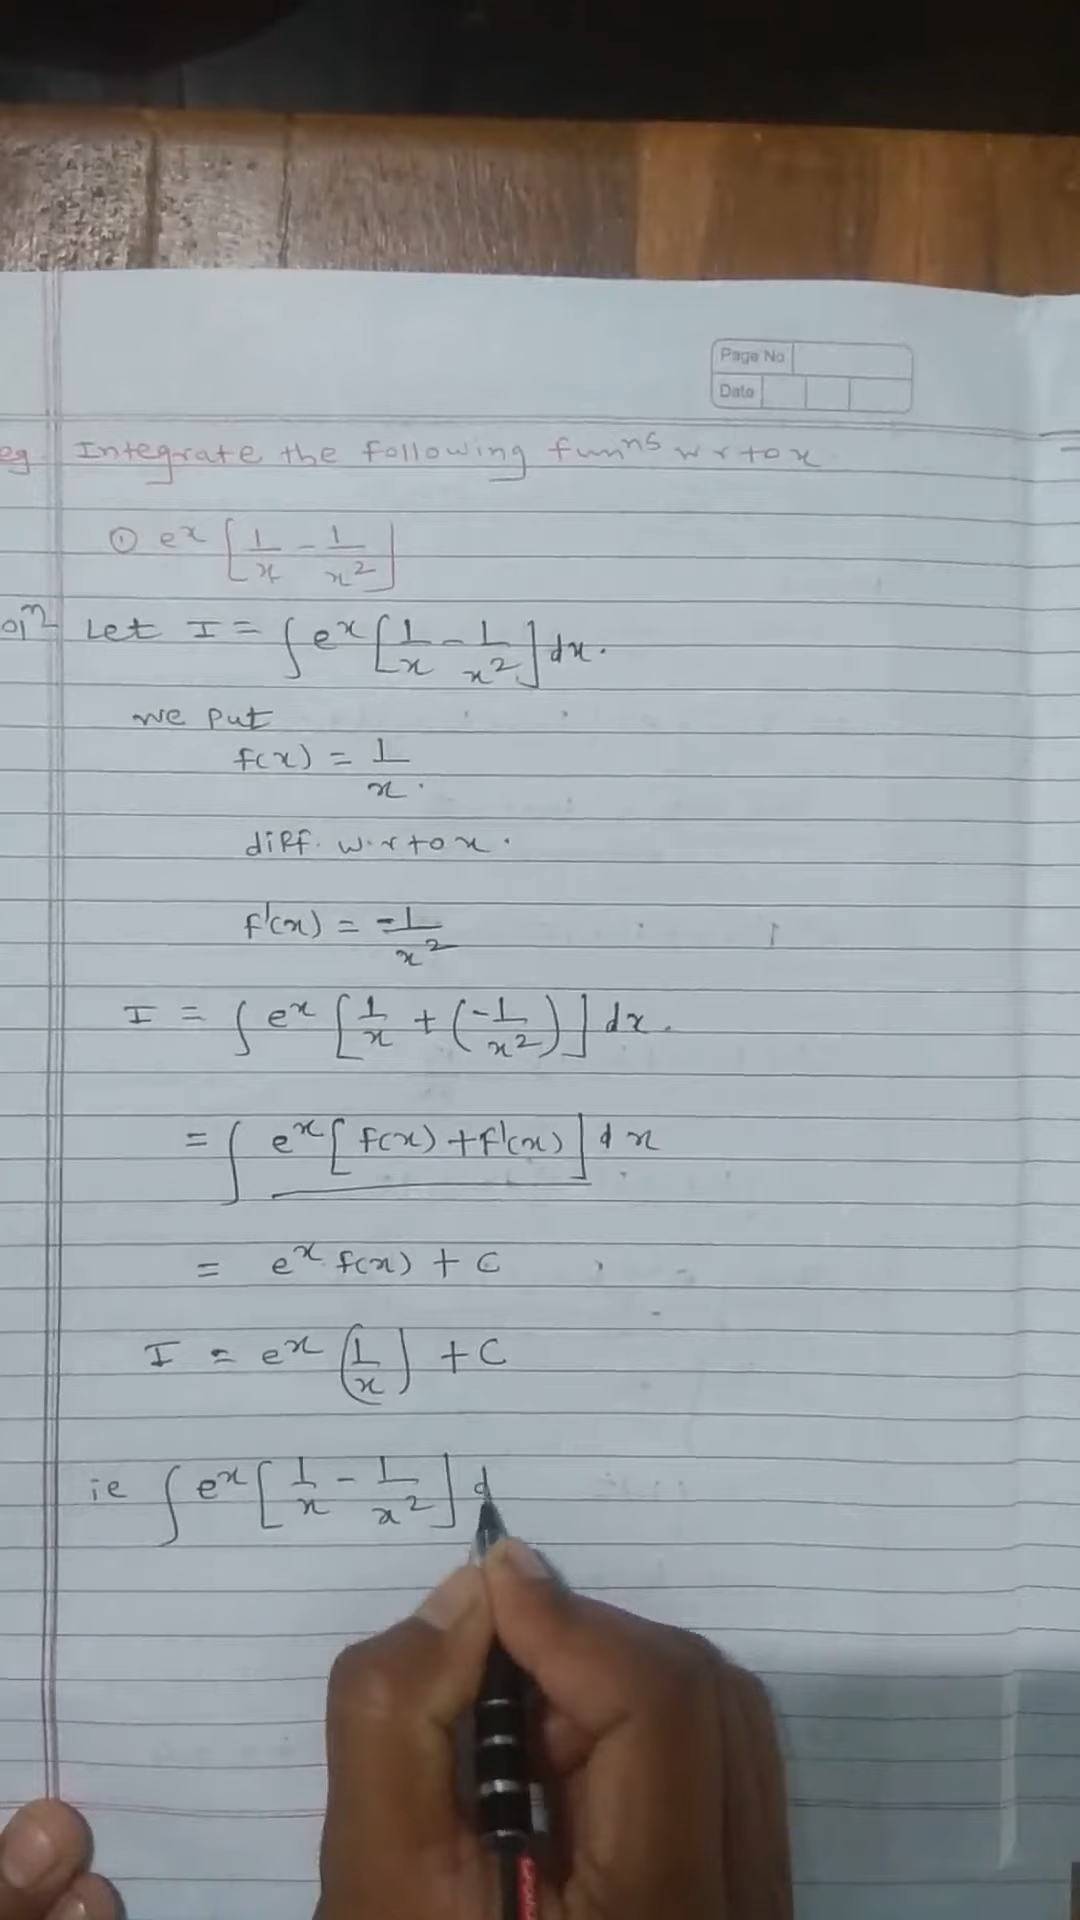 Page No
Date
eg. Integrate the following funⁿˢ w r to x
① eˣ [1/x - 1/x²]
olⁿ Let I = ∫ eˣ [1/x - 1/x²] dx.
we put
f(x) = 1/x.
diff. w.r to x.
f'(x) = -1/x²
I = ∫ eˣ [1/x + (-1/x²)] dx.
= ∫ eˣ [f(x) + f'(x)] dx
= eˣ f(x) + C
I = eˣ (1/x) + C
ie ∫ eˣ [1/x - 1/x²] d